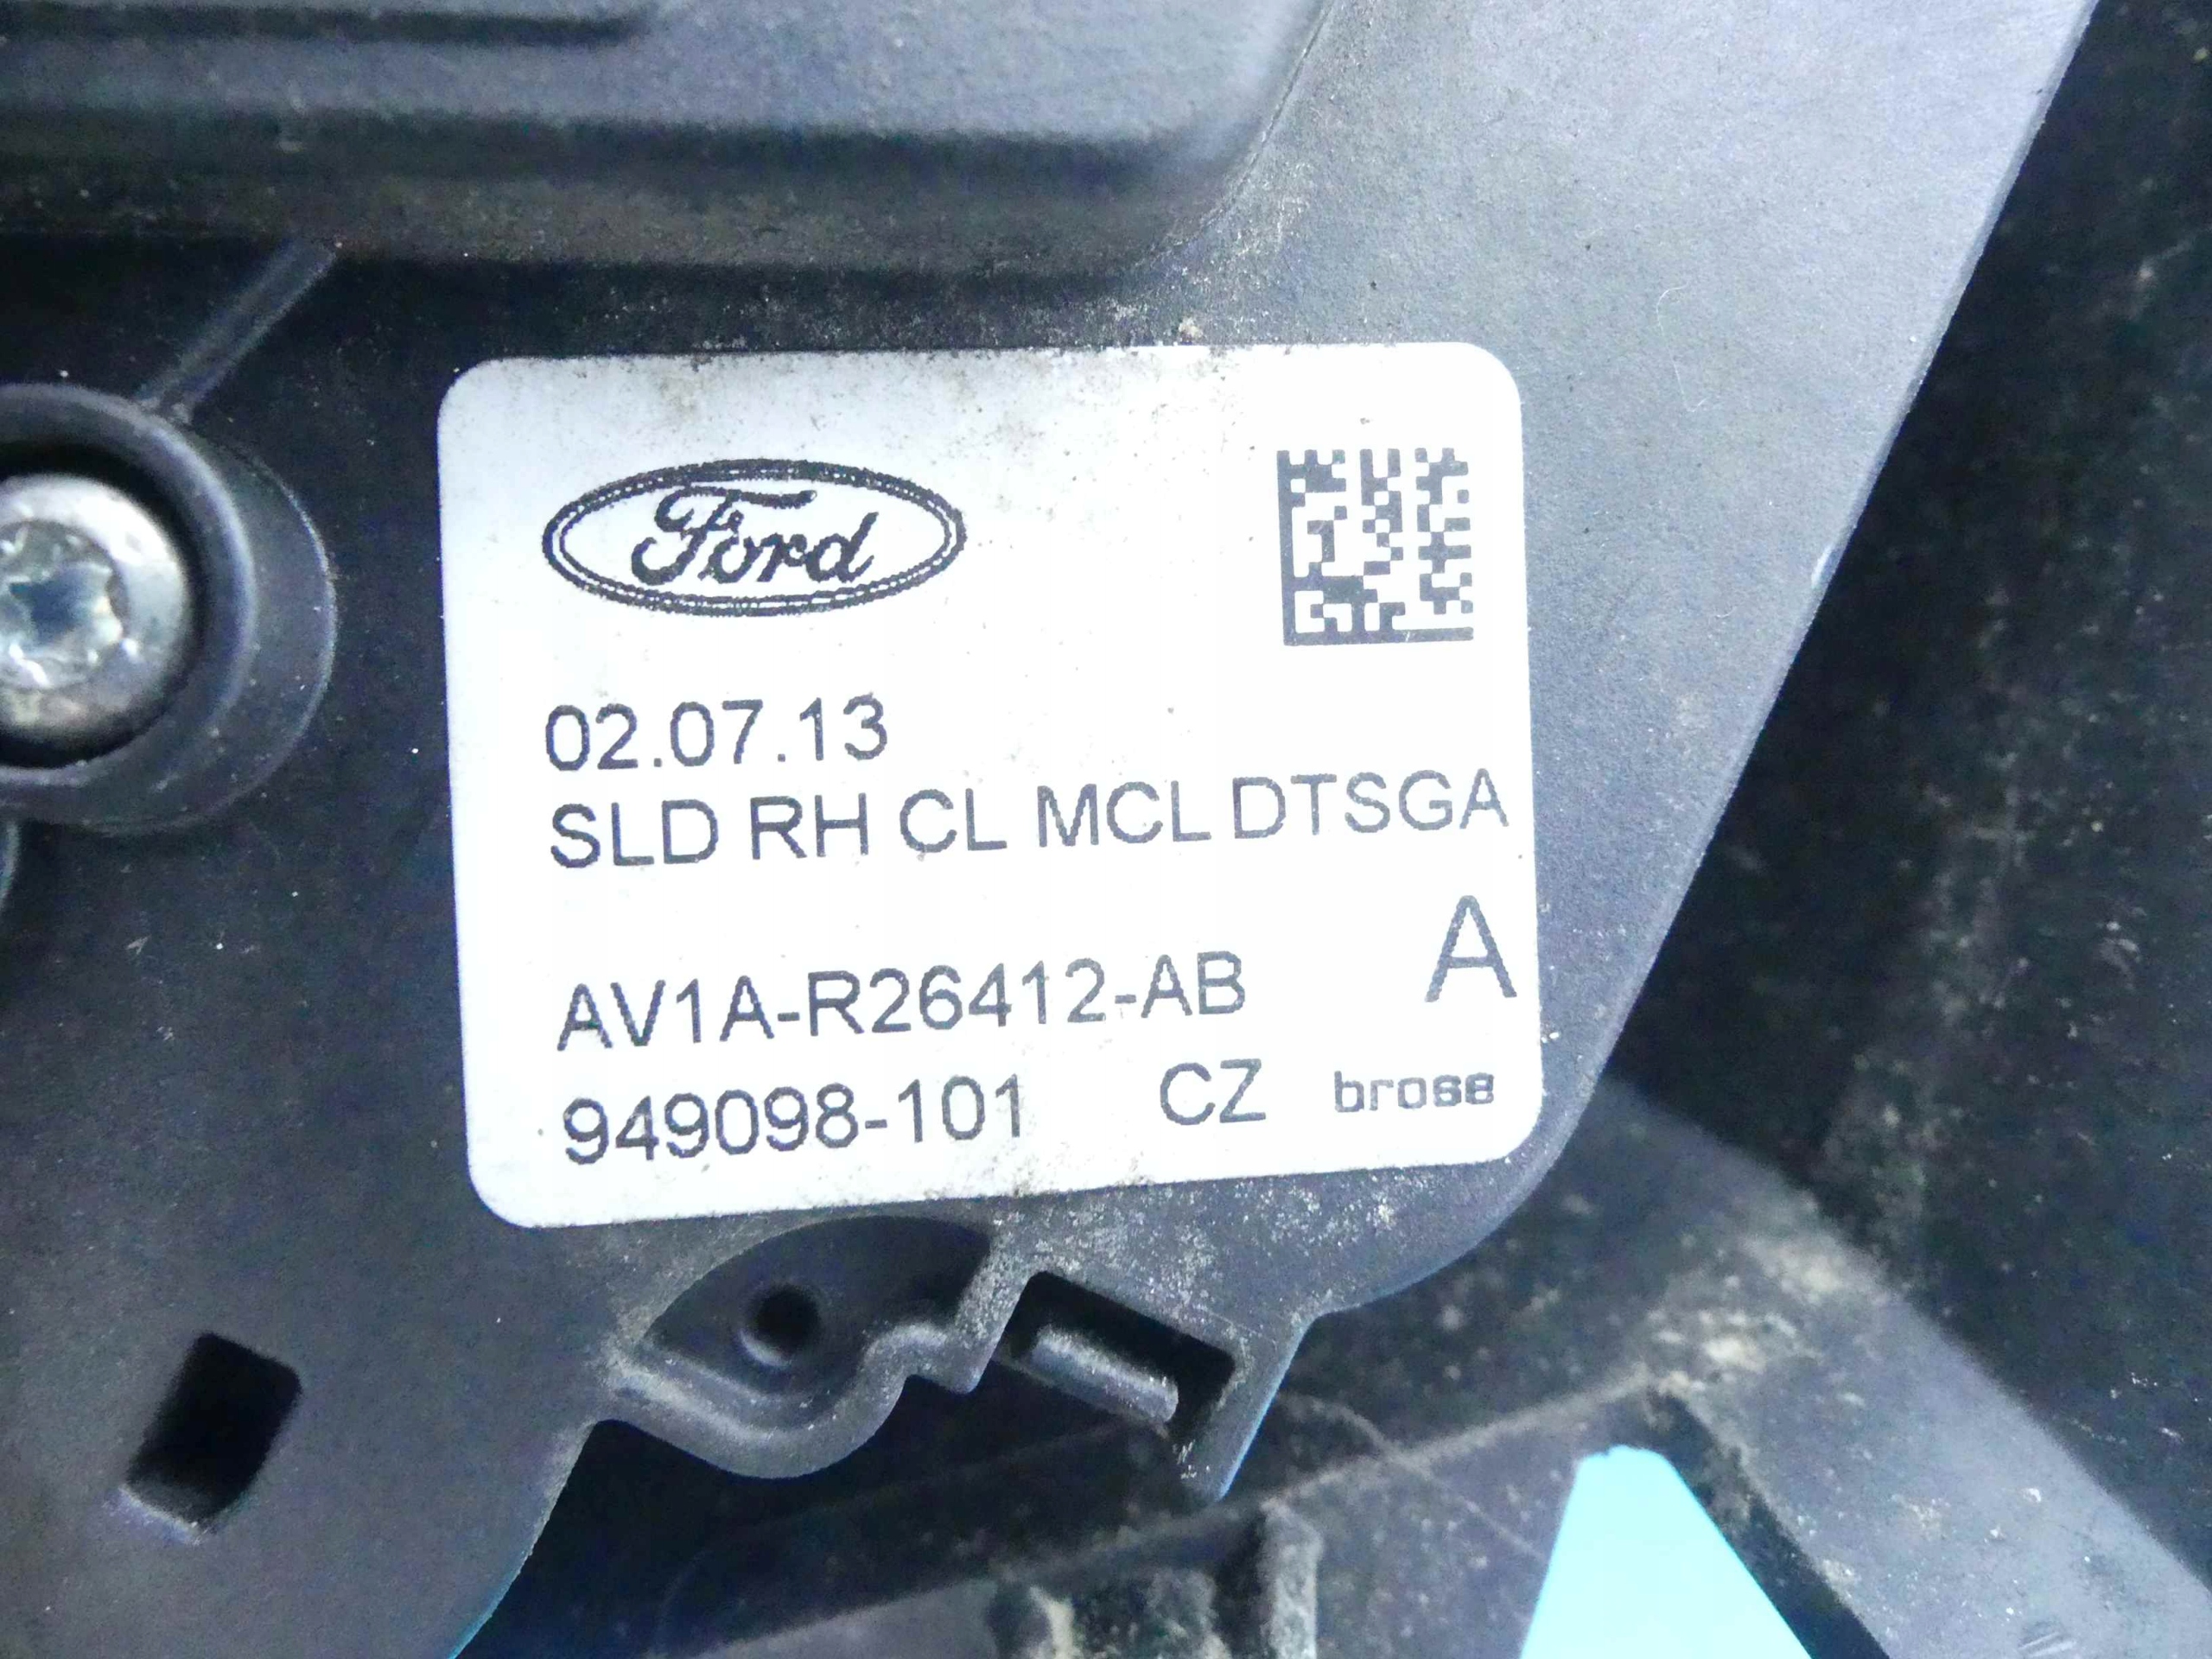 Ford
02.07.13
SLD RH CL MCL DTSGA
A
AV1A-R26412-AB
949098-101 CZ brose